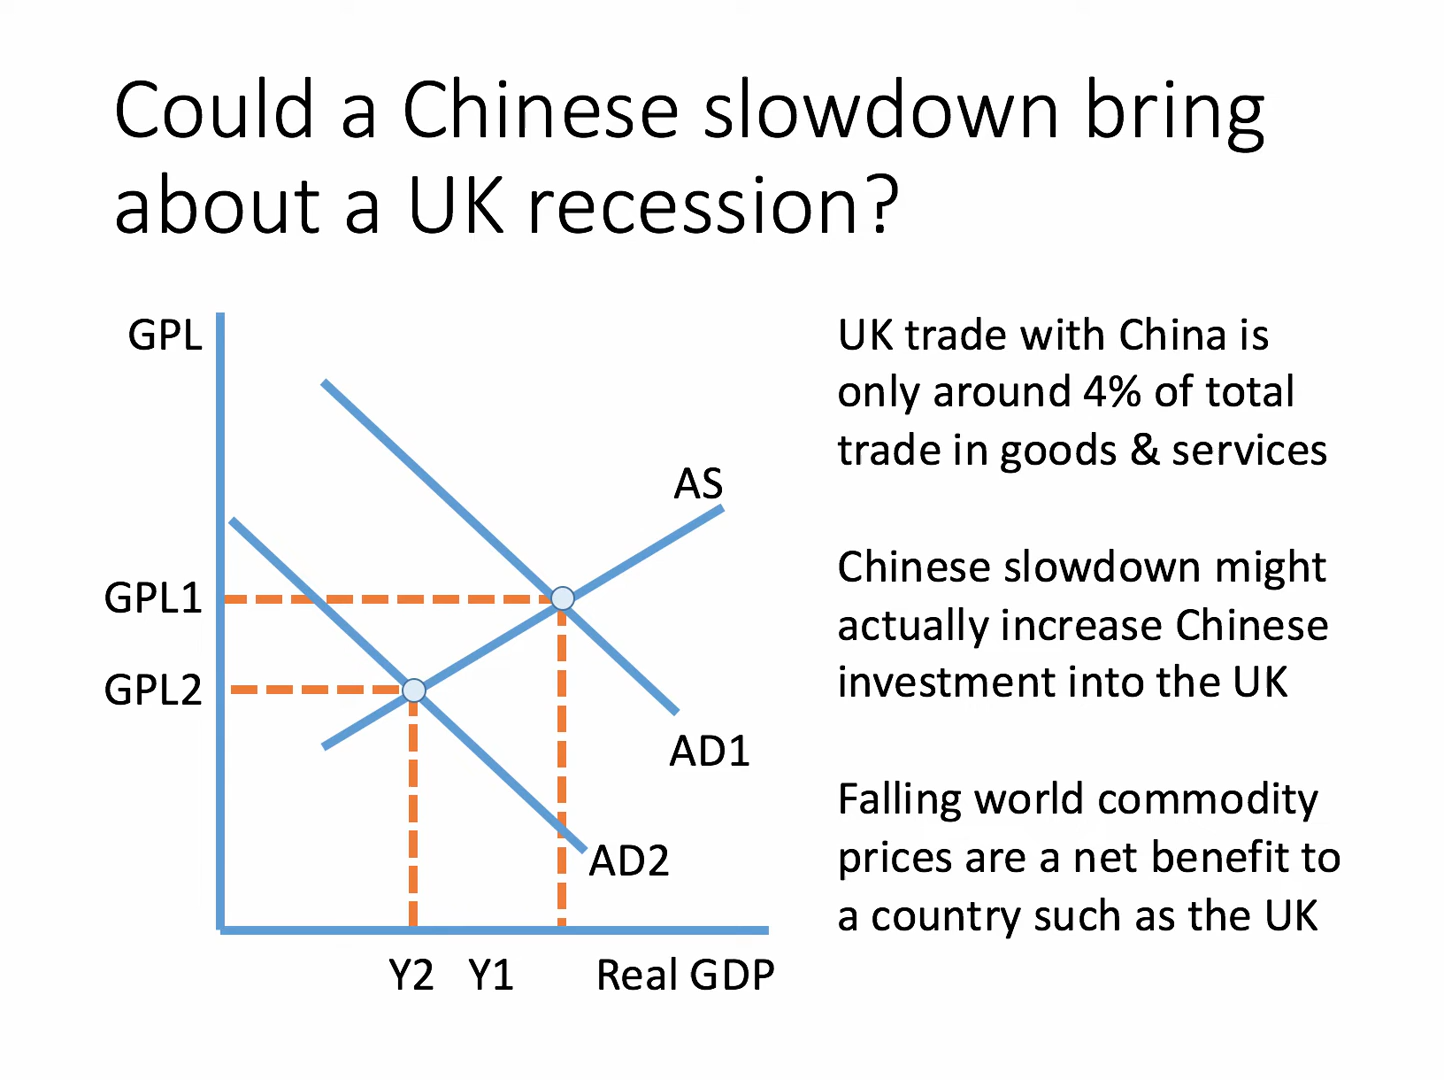 Could a Chinese slowdown bring
about a UK recession?
GPL
AS
GPL1
GPL2
AD1
AD2
Y2
Y1
Real GDP
UK trade with China is
only around 4% of total
trade in goods & services
Chinese slowdown might
actually increase Chinese
investment into the UK
Falling world commodity
prices are a net benefit to
a country such as the UK